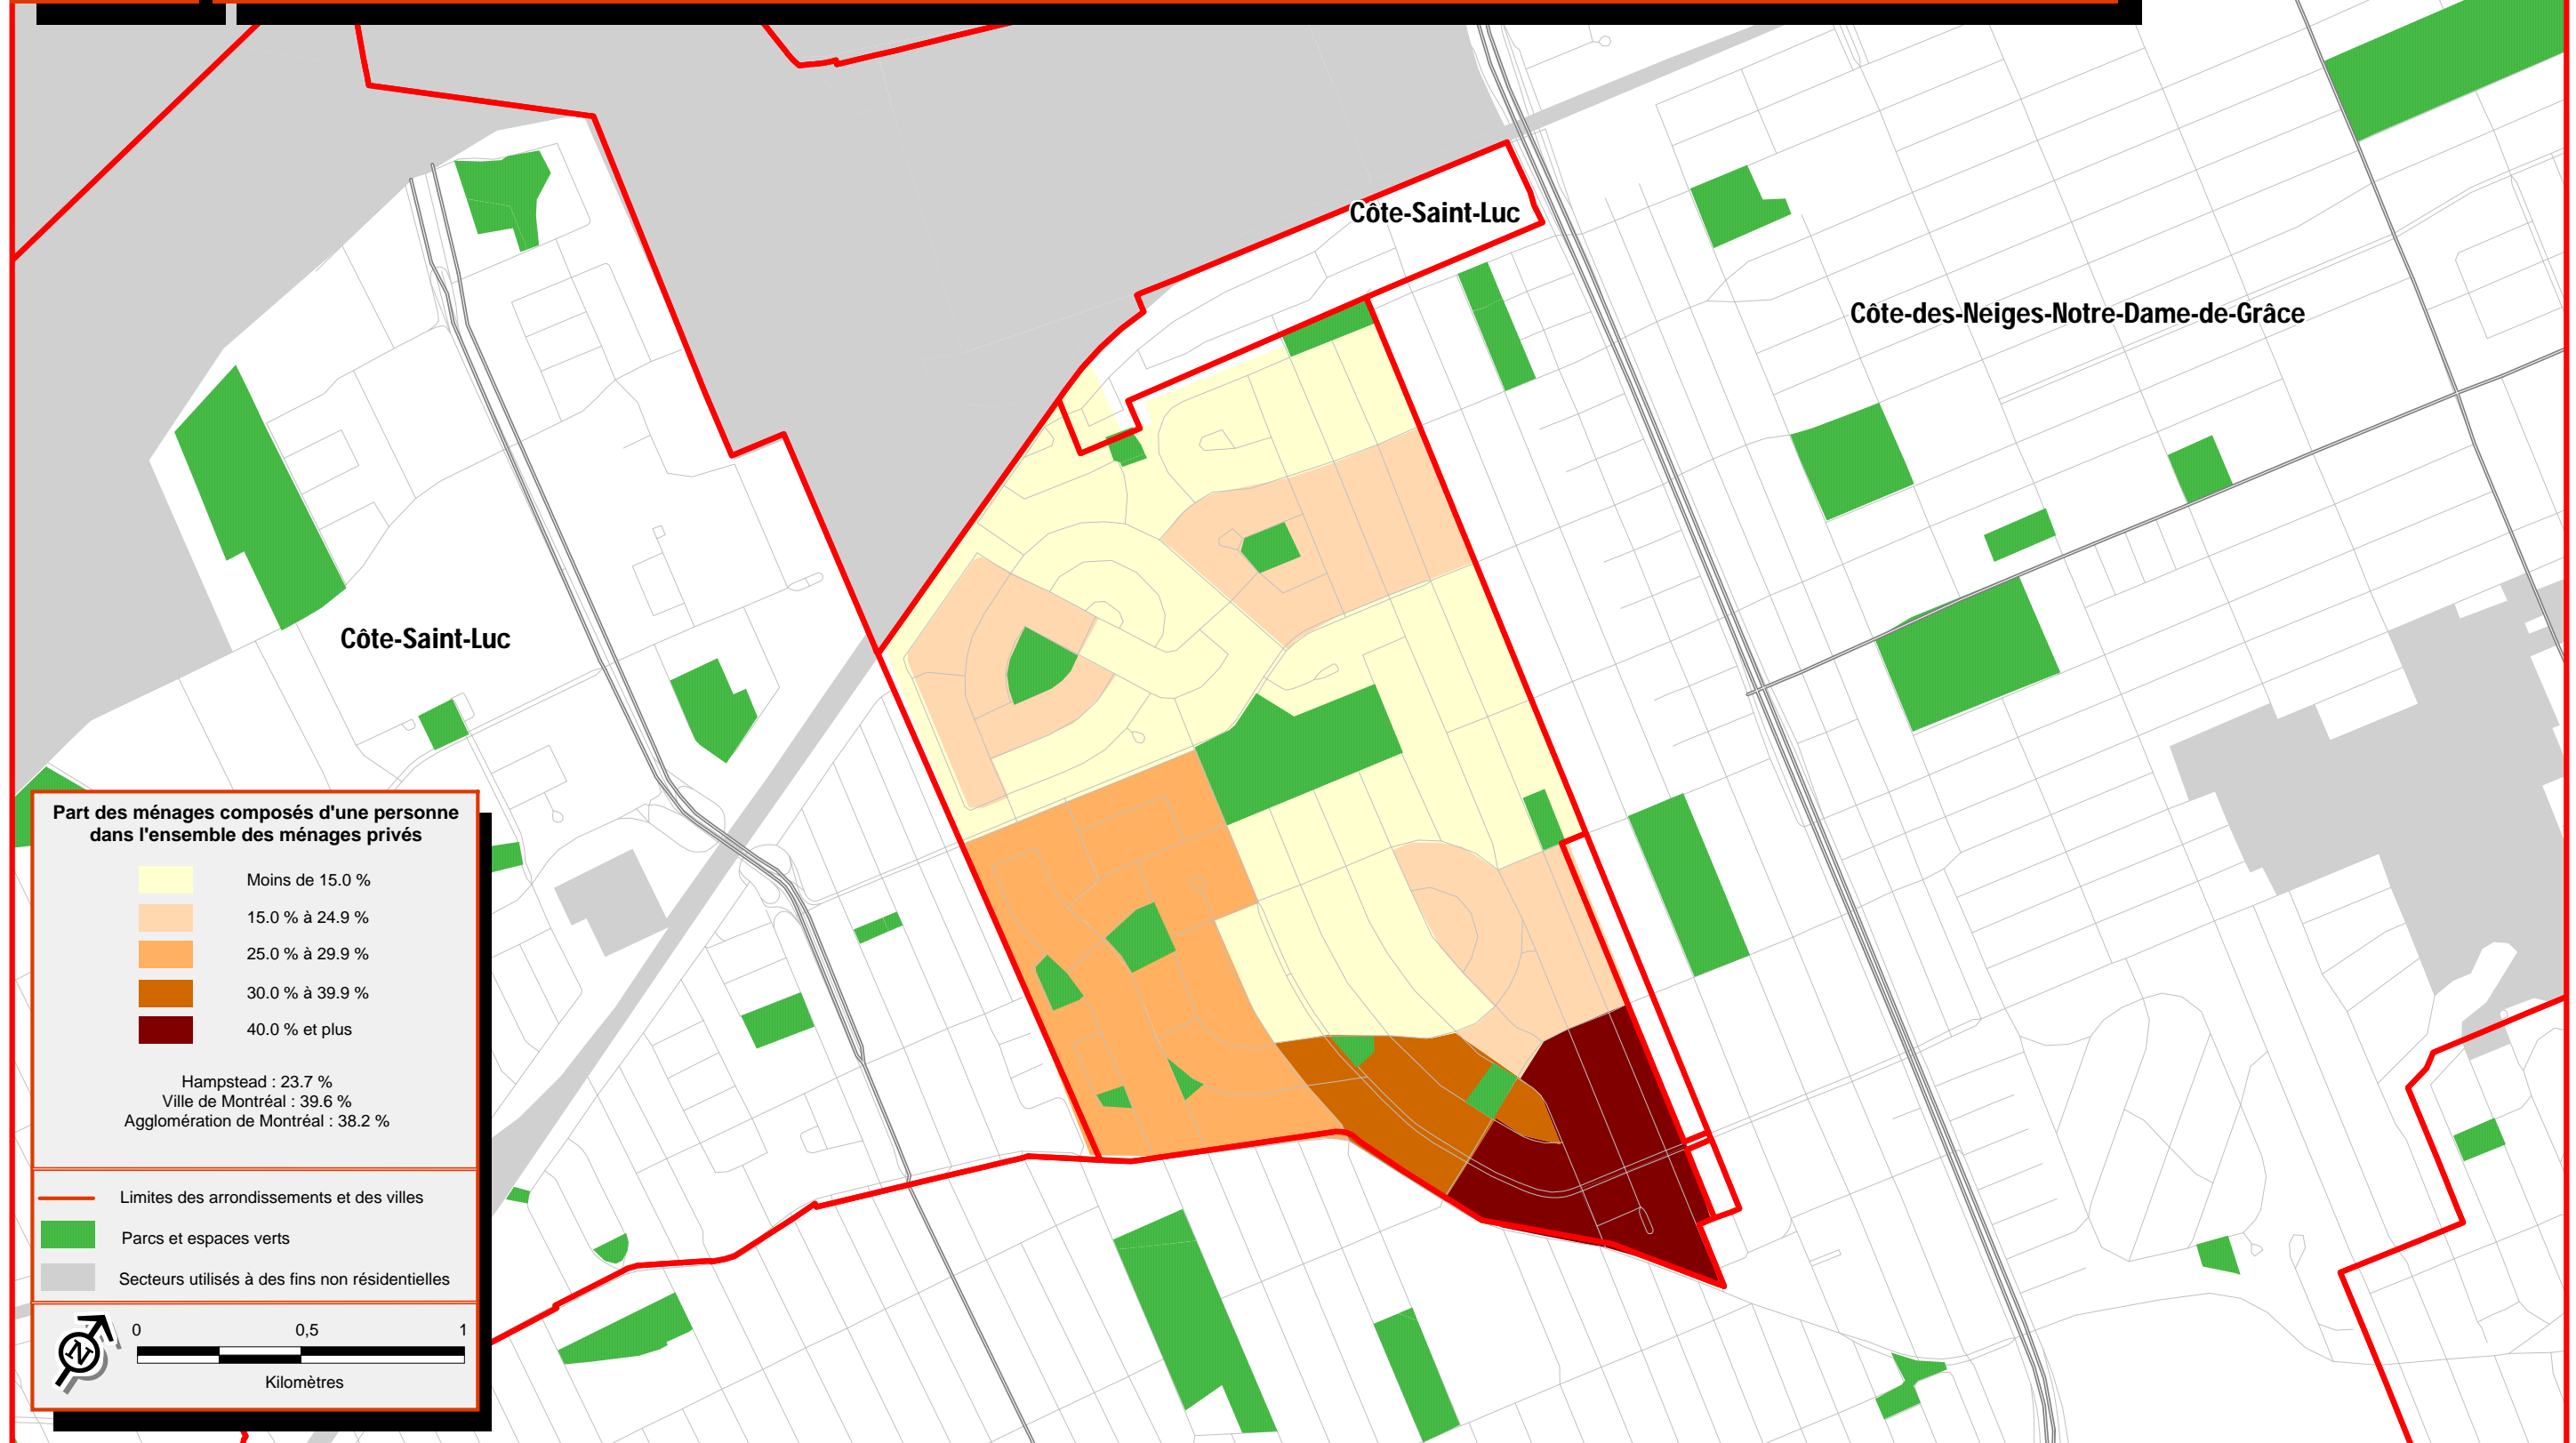 Côte-Saint-Luc
Côte-des-Neiges-Notre-Dame-de-Grâce
Côte-Saint-Luc
Part des ménages composés d'une personne
dans l'ensemble des ménages privés
Moins de 15.0 %
15.0 % à 24.9 %
25.0 % à 29.9 %
30.0 % à 39.9 %
40.0 % et plus
Hampstead : 23.7 %
Ville de Montréal : 39.6 %
Agglomération de Montréal : 38.2 %
Limites des arrondissements et des villes
Parcs et espaces verts
Secteurs utilisés à des fins non résidentielles
N
0 0,5 1
Kilomètres